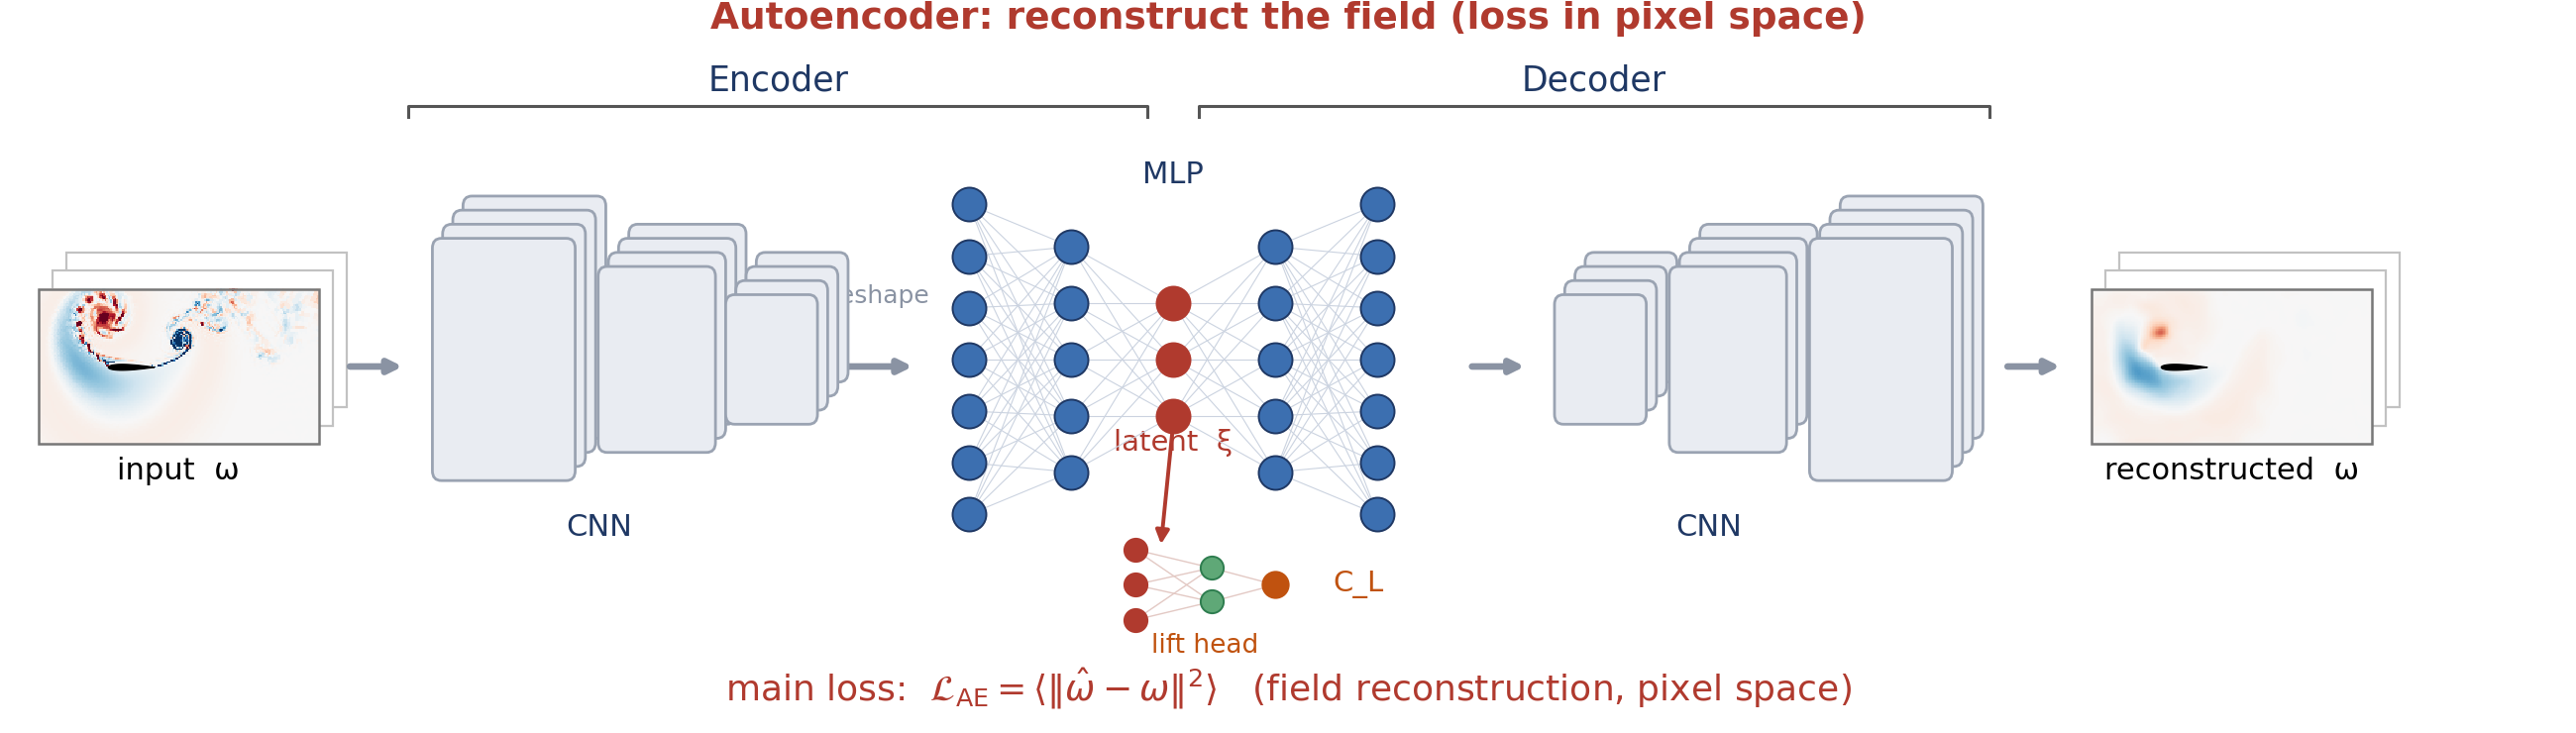 Autoencoder: reconstruct the field (loss in pixel space)
Encoder
Decoder
MLP
eshape
latent ξ
input ω
reconstructed ω
CNN
CNN
C_L
lift head
main loss: ℒ_AE = ⟨‖ω̂ − ω‖²⟩ (field reconstruction, pixel space)